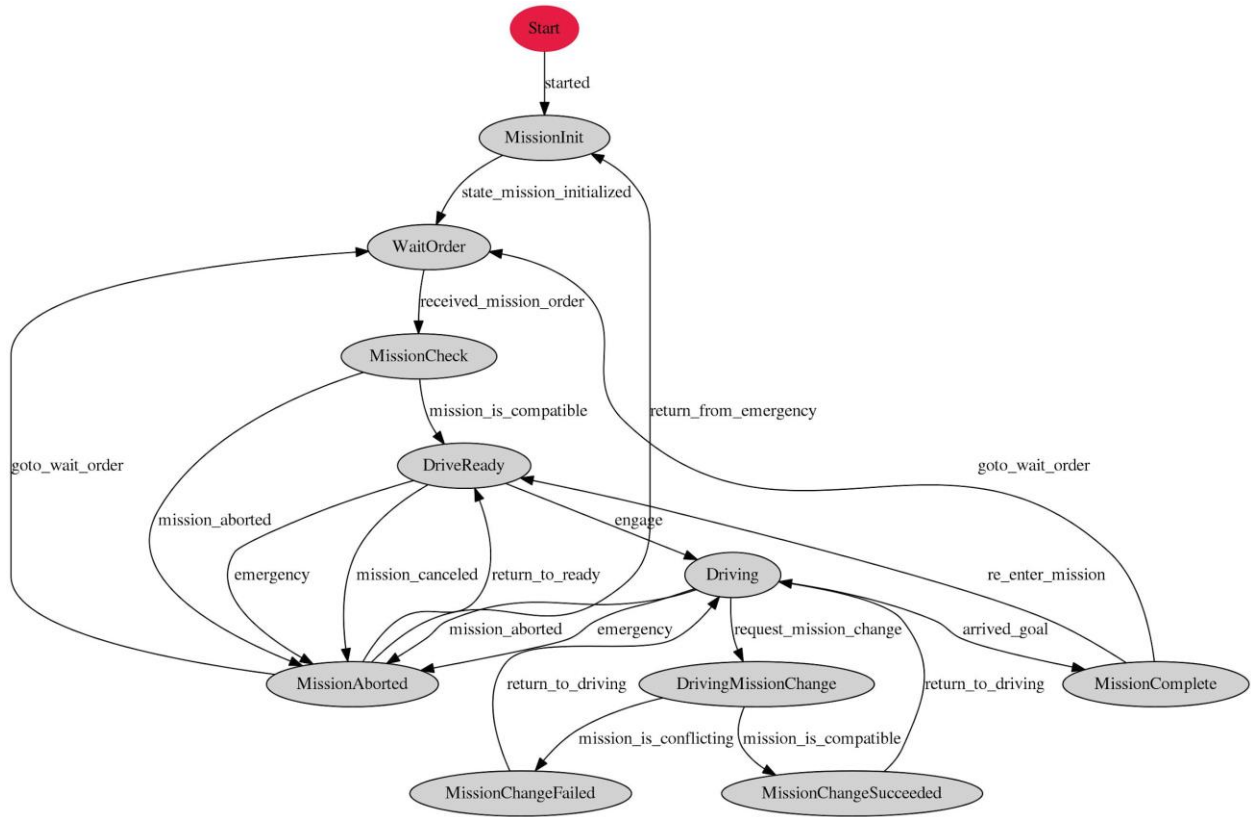 Start
started
MissionInit
state_mission_initialized
WaitOrder
received_mission_order
MissionCheck
mission_is_compatible
return_from_emergency
goto_wait_order
DriveReady
goto_wait_order
mission_aborted
engage
emergency
mission_canceled
return_to_ready
Driving
re_enter_mission
mission_aborted
emergency
request_mission_change
arrived_goal
MissionAborted
return_to_driving
DrivingMissionChange
return_to_driving
MissionComplete
mission_is_conflicting
mission_is_compatible
MissionChangeFailed
MissionChangeSucceeded